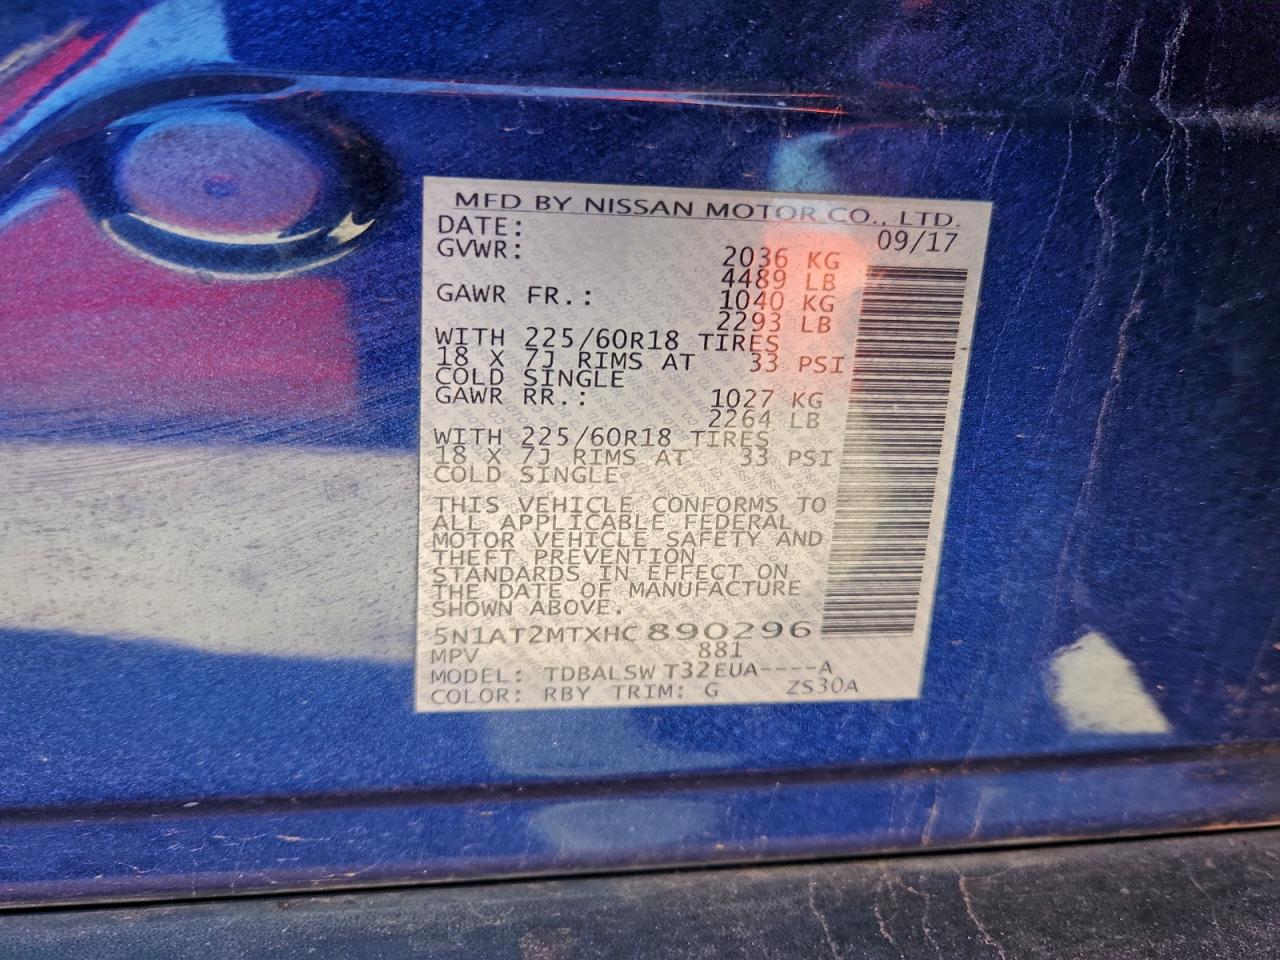 MFD BY NISSAN MOTOR CO., LTD.
DATE: 09/17
GVWR: 2036 KG
4489 LB
GAWR FR.: 1040 KG
2293 LB
WITH 225/60R18 TIRES
18 X 7J RIMS AT 33 PSI
COLD SINGLE
GAWR RR.: 1027 KG
2264 LB
WITH 225/60R18 TIRES
18 X 7J RIMS AT 33 PSI
COLD SINGLE
THIS VEHICLE CONFORMS TO
ALL APPLICABLE FEDERAL
MOTOR VEHICLE SAFETY AND
THEFT PREVENTION
STANDARDS IN EFFECT ON
THE DATE OF MANUFACTURE
SHOWN ABOVE.
5N1AT2MTXHC890296
MPV 881
MODEL: TDBALSW T32EUA----A
COLOR: RBY TRIM: G ZS30A